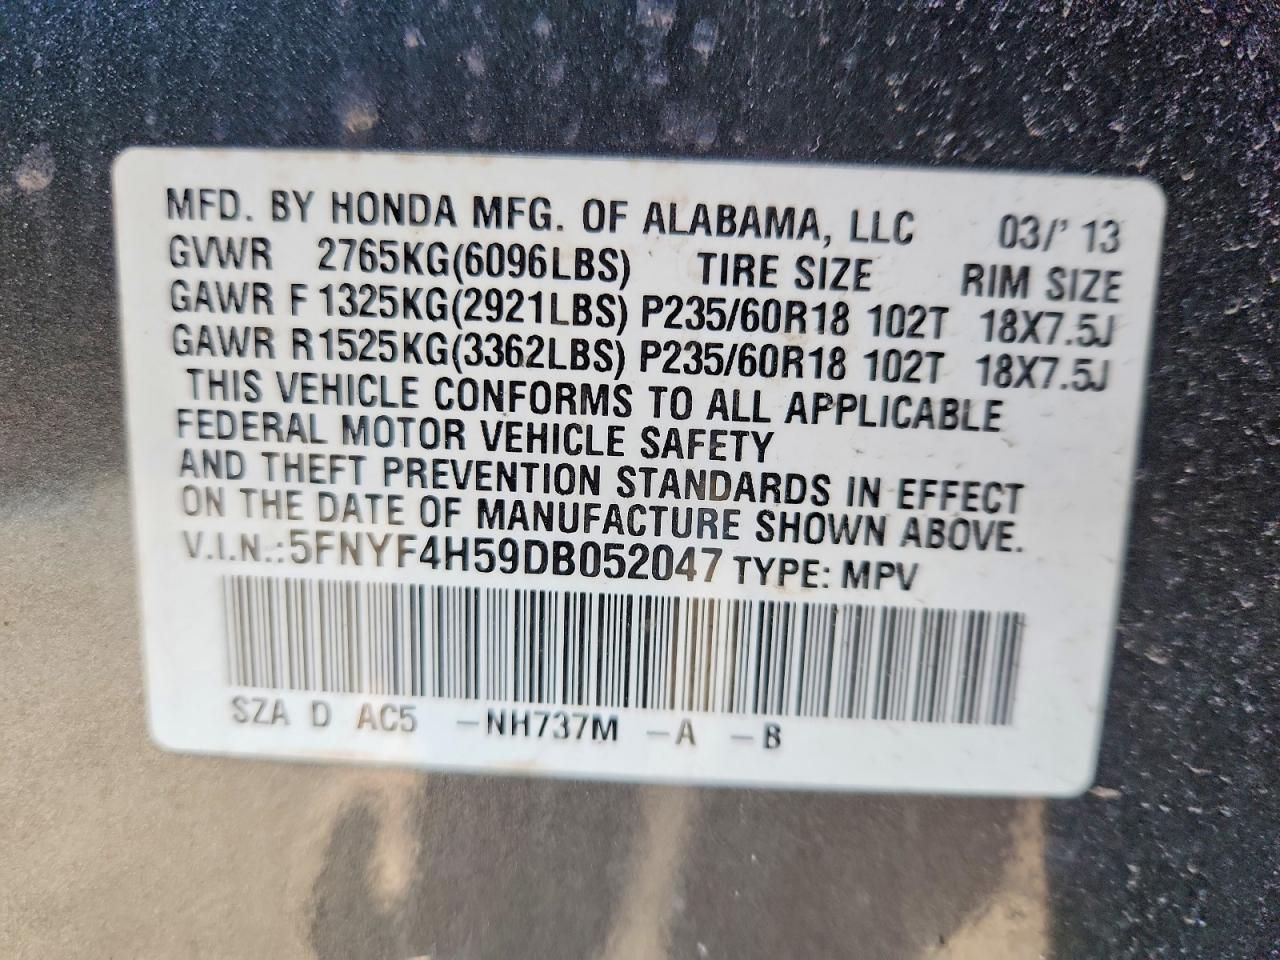 MFD. BY HONDA MFG. OF ALABAMA, LLC 03/' 13
GVWR 2765KG(6096LBS) TIRE SIZE RIM SIZE
GAWR F 1325KG(2921LBS) P235/60R18 102T 18X7.5J
GAWR R1525KG(3362LBS) P235/60R18 102T 18X7.5J
THIS VEHICLE CONFORMS TO ALL APPLICABLE
FEDERAL MOTOR VEHICLE SAFETY
AND THEFT PREVENTION STANDARDS IN EFFECT
ON THE DATE OF MANUFACTURE SHOWN ABOVE.
V.I.N.:5FNYF4H59DB052047 TYPE: MPV
SZA D AC5 -NH737M -A -B